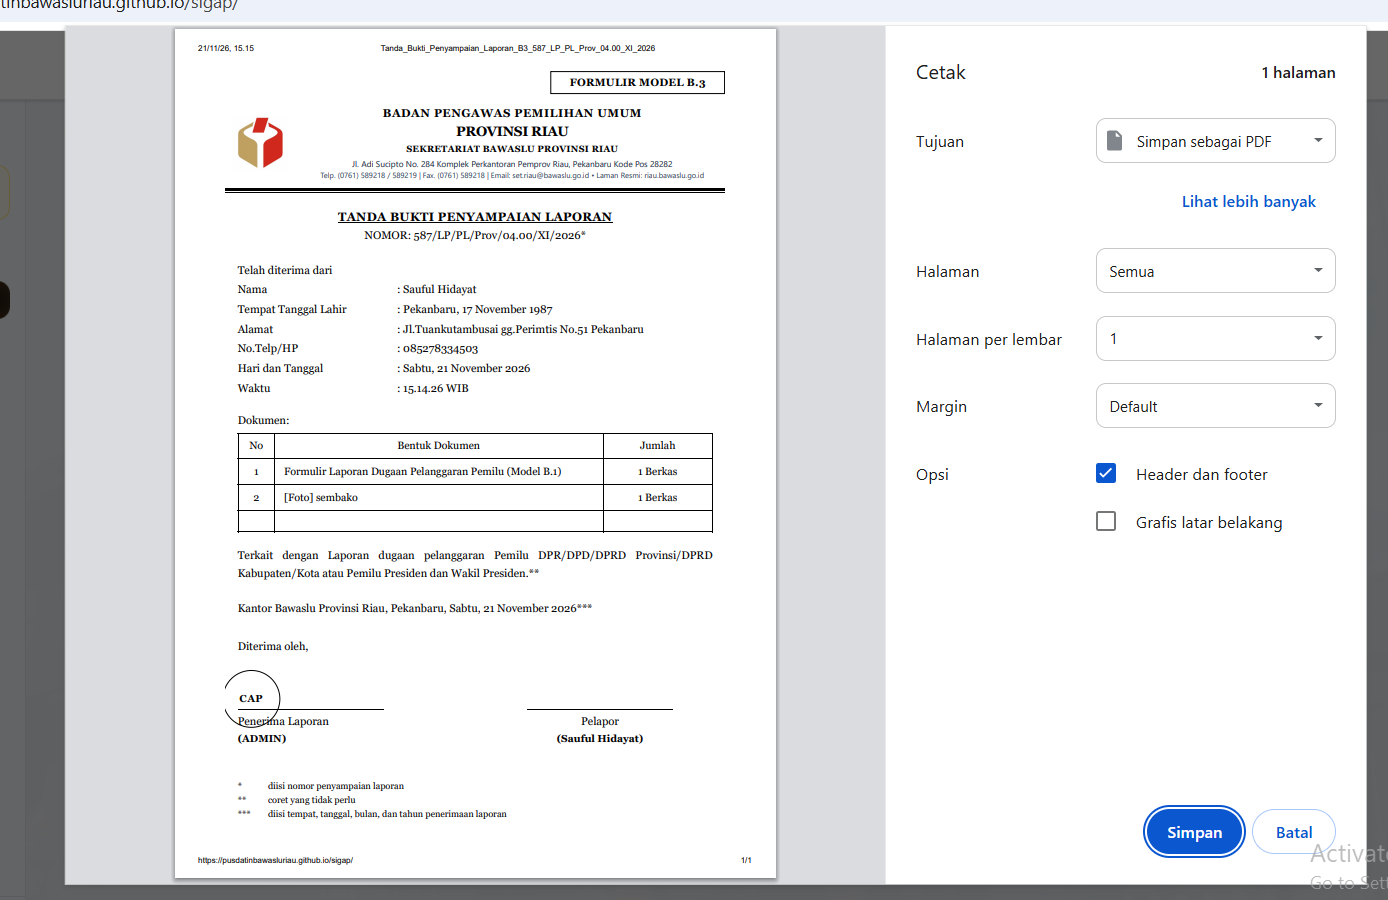 tinbawasluriau.github.io/sigap/
21/11/26, 15.15
Tanda_Bukti_Penyampaian_Laporan_B3_587_LP_PL_Prov_04.00_XI_2026
FORMULIR MODEL B.3
BADAN PENGAWAS PEMILIHAN UMUM
PROVINSI RIAU
SEKRETARIAT BAWASLU PROVINSI RIAU
Jl. Adi Sucipto No. 284 Komplek Perkantoran Pemprov Riau, Pekanbaru Kode Pos 28282
Telp. (0761) 589218 / 589219 | Fax. (0761) 589218 | Email: set.riau@bawaslu.go.id • Laman Resmi: riau.bawaslu.go.id
TANDA BUKTI PENYAMPAIAN LAPORAN
NOMOR: 587/LP/PL/Prov/04.00/XI/2026*
Telah diterima dari
Nama : Sauful Hidayat
Tempat Tanggal Lahir : Pekanbaru, 17 November 1987
Alamat : Jl.Tuankutambusai gg.Perimtis No.51 Pekanbaru
No.Telp/HP : 085278334503
Hari dan Tanggal : Sabtu, 21 November 2026
Waktu : 15.14.26 WIB
Dokumen:
No Bentuk Dokumen Jumlah
1 Formulir Laporan Dugaan Pelanggaran Pemilu (Model B.1) 1 Berkas
2 [Foto] sembako 1 Berkas
Terkait dengan Laporan dugaan pelanggaran Pemilu DPR/DPD/DPRD Provinsi/DPRD
Kabupaten/Kota atau Pemilu Presiden dan Wakil Presiden.**
Kantor Bawaslu Provinsi Riau, Pekanbaru, Sabtu, 21 November 2026***
Diterima oleh,
CAP
Penerima Laporan Pelapor
(ADMIN) (Sauful Hidayat)
* diisi nomor penyampaian laporan
** coret yang tidak perlu
*** diisi tempat, tanggal, bulan, dan tahun penerimaan laporan
https://pusdatinbawasluriau.github.io/sigap/ 1/1
Cetak 1 halaman
Tujuan Simpan sebagai PDF
Lihat lebih banyak
Halaman Semua
Halaman per lembar 1
Margin Default
Opsi Header dan footer
Grafis latar belakang
Simpan Batal
Activate
Go to Sett